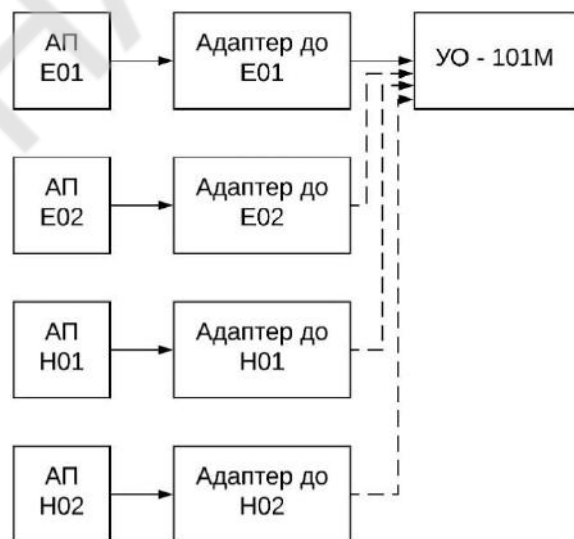 АП
Е01
Адаптер до
Е01
УО - 101М
АП
Е02
Адаптер до
Е02
АП
Н01
Адаптер до
Н01
АП
Н02
Адаптер до
Н02